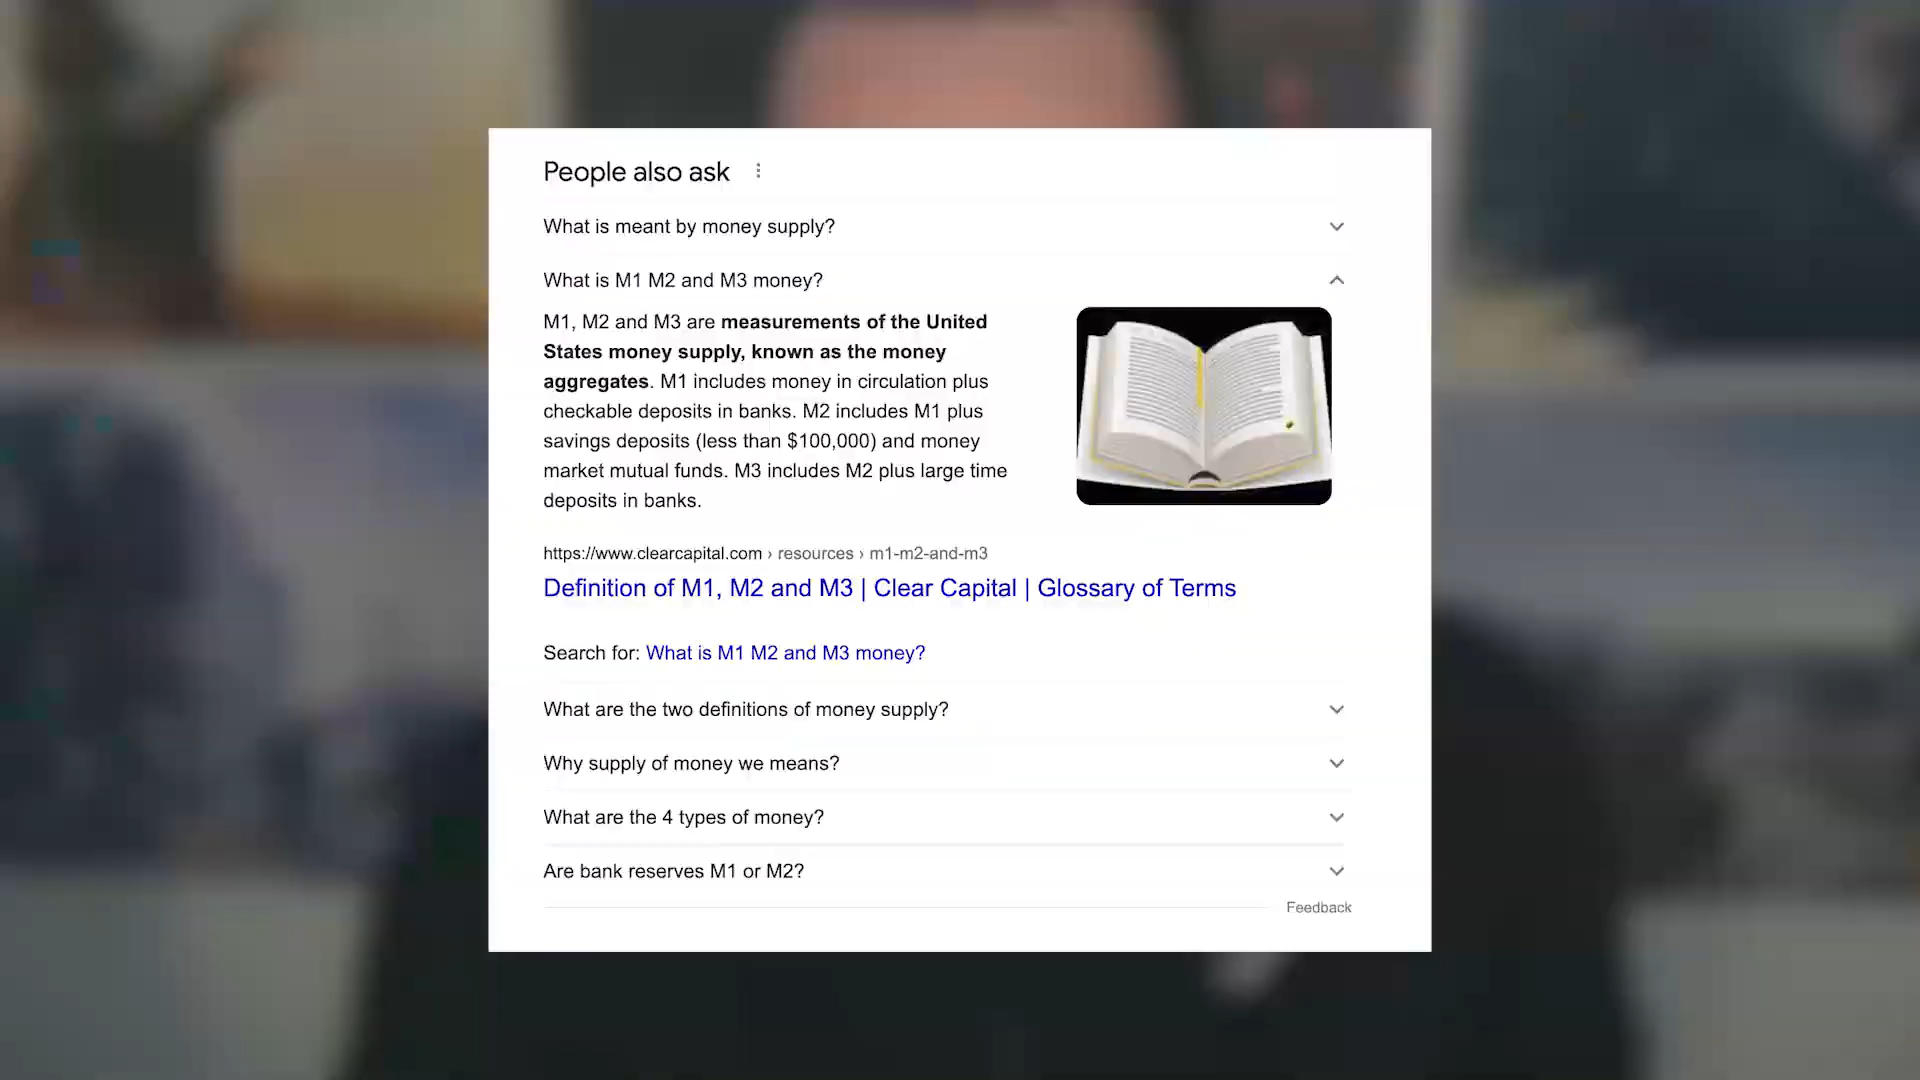 People also ask
What is meant by money supply?
What is M1 M2 and M3 money?
M1, M2 and M3 are measurements of the United
States money supply, known as the money
aggregates. M1 includes money in circulation plus
checkable deposits in banks. M2 includes M1 plus
savings deposits (less than $100,000) and money
market mutual funds. M3 includes M2 plus large time
deposits in banks.
https://www.clearcapital.com › resources › m1-m2-and-m3
Definition of M1, M2 and M3 | Clear Capital | Glossary of Terms
Search for: What is M1 M2 and M3 money?
What are the two definitions of money supply?
Why supply of money we means?
What are the 4 types of money?
Are bank reserves M1 or M2?
Feedback